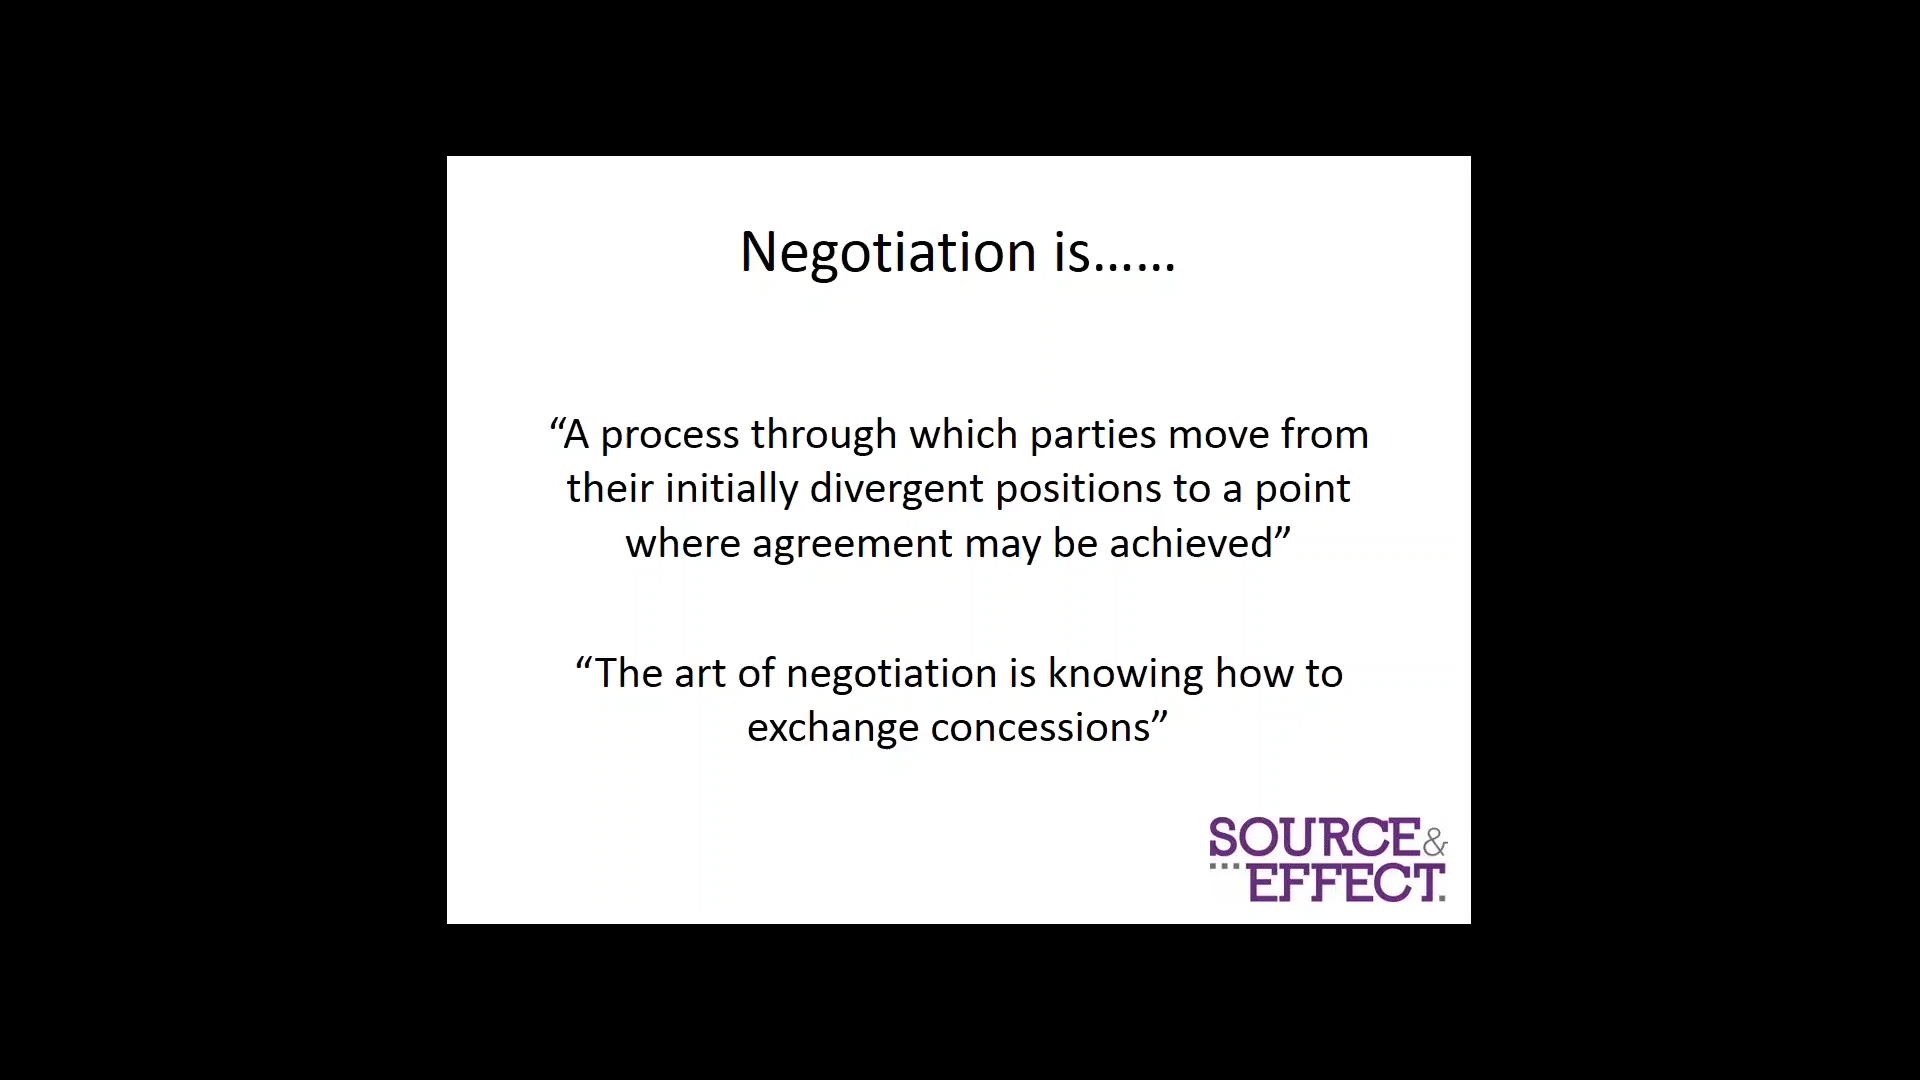 Negotiation is……
“A process through which parties move from
their initially divergent positions to a point
where agreement may be achieved”
“The art of negotiation is knowing how to
exchange concessions”
SOURCE&
EFFECT.